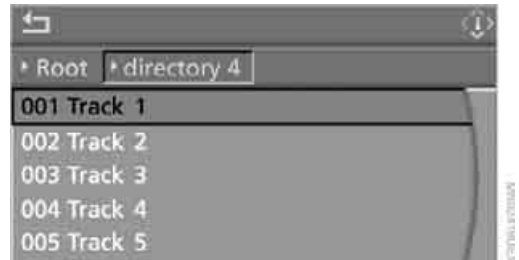 Root directory 4
001 Track 1
002 Track 2
003 Track 3
004 Track 4
005 Track 5